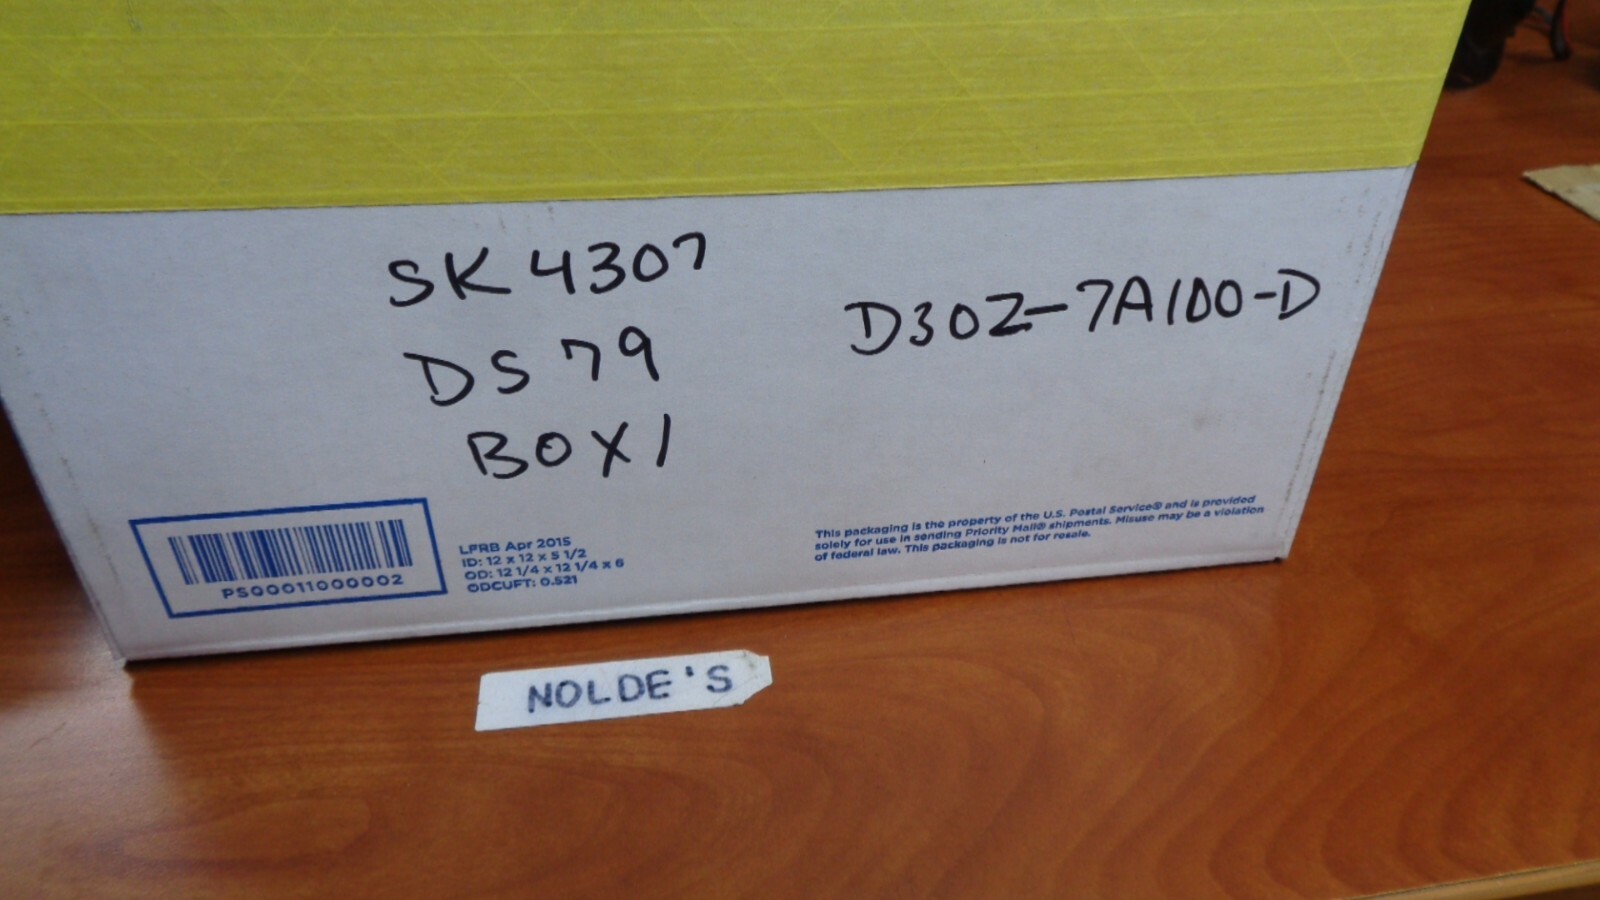 SK 4307
DS 79
BOX 1
D30Z-7A100-D
PS00011000002
LFRB Apr 2015
ID: 12 x 12 x 5 1/2
OD: 12 1/4 x 12 1/4 x 6
ODCUFT: 0.521
This packaging is the property of the U.S. Postal Service® and is provided
solely for use in sending Priority Mail® shipments. Misuse may be a violation
of federal law. This packaging is not for resale.
NOLDE'S